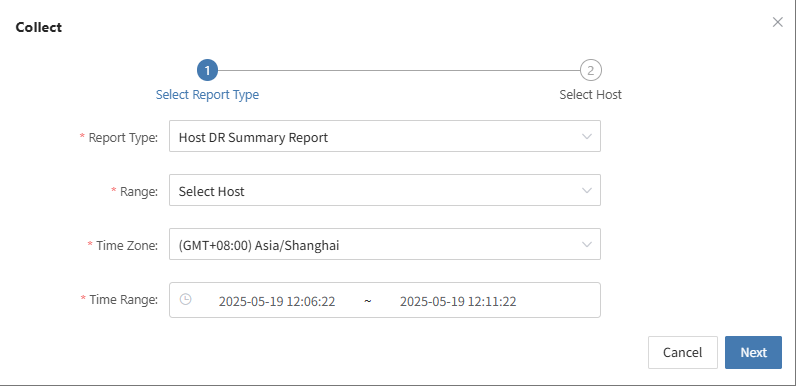 Collect
1
2
Select Report Type
Select Host
* Report Type: Host DR Summary Report
* Range: Select Host
* Time Zone: (GMT+08:00) Asia/Shanghai
* Time Range: 2025-05-19 12:06:22 ~ 2025-05-19 12:11:22
Cancel Next